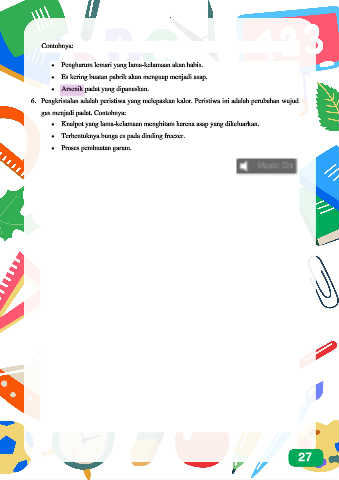 Contohnya:
• Pengharum lemari yang lama-kelamaan akan habis.
• Es kering buatan pabrik akan menguap menjadi asap.
• Arsenik padat yang dipanaskan.
6. Pengkristalan adalah peristiwa yang melepaskan kalor. Peristiwa ini adalah perubahan wujud
gas menjadi padat. Contohnya:
• Knalpot yang lama-kelamaan menghitam karena asap yang dikeluarkan.
• Terbentuknya bunga es pada dinding freezer.
• Proses pembuatan garam.
Music On
27